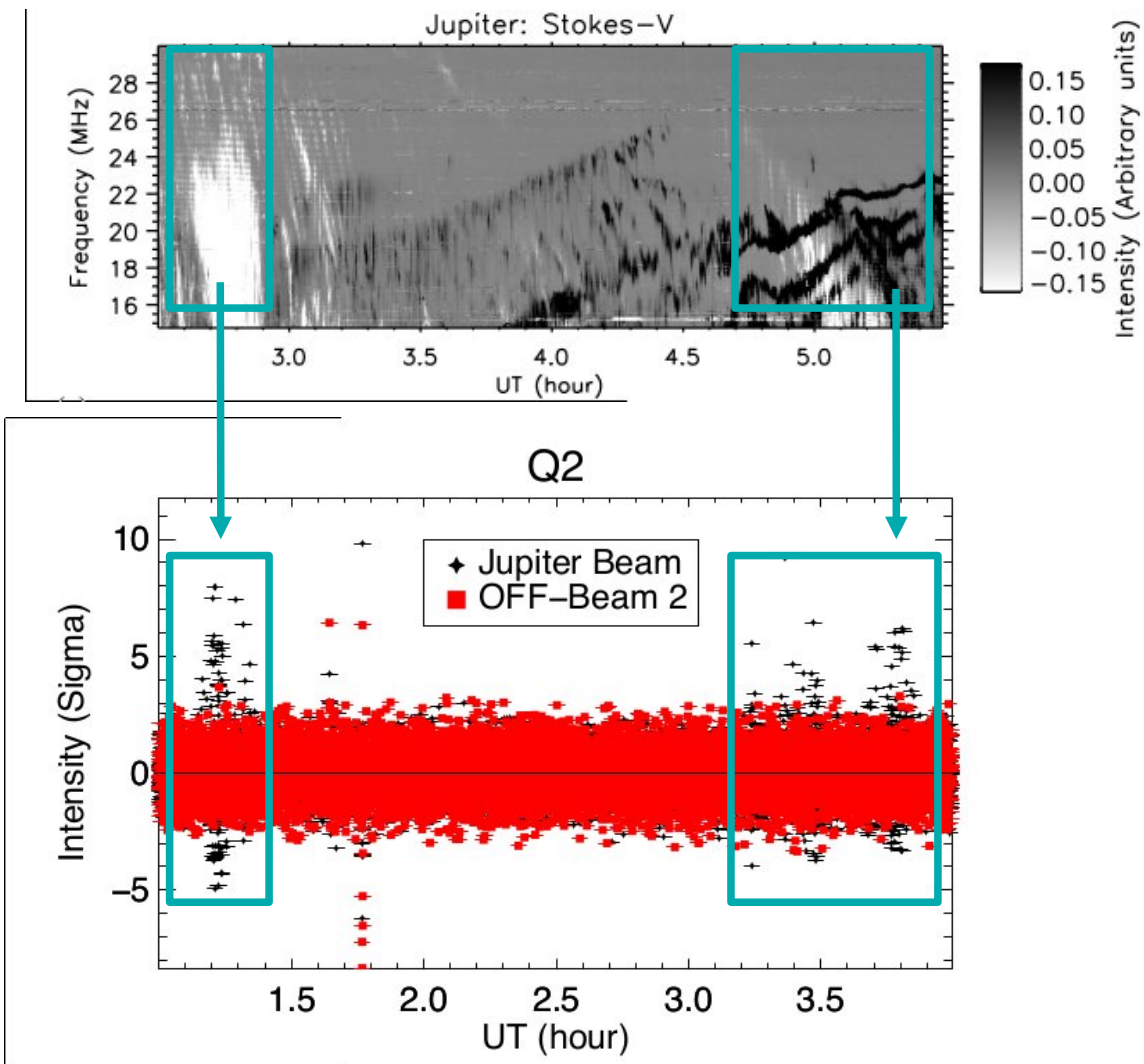 Jupiter: Stokes-V
Frequency (MHz)
28
26
24
22
20
18
16
3.0 3.5 4.0 4.5 5.0
UT (hour)
0.15
0.10
0.05
0.00
-0.05
-0.10
-0.15
Intensity (Arbitrary units)
Q2
Intensity (Sigma)
10
5
0
-5
Jupiter Beam
OFF-Beam 2
1.5 2.0 2.5 3.0 3.5
UT (hour)